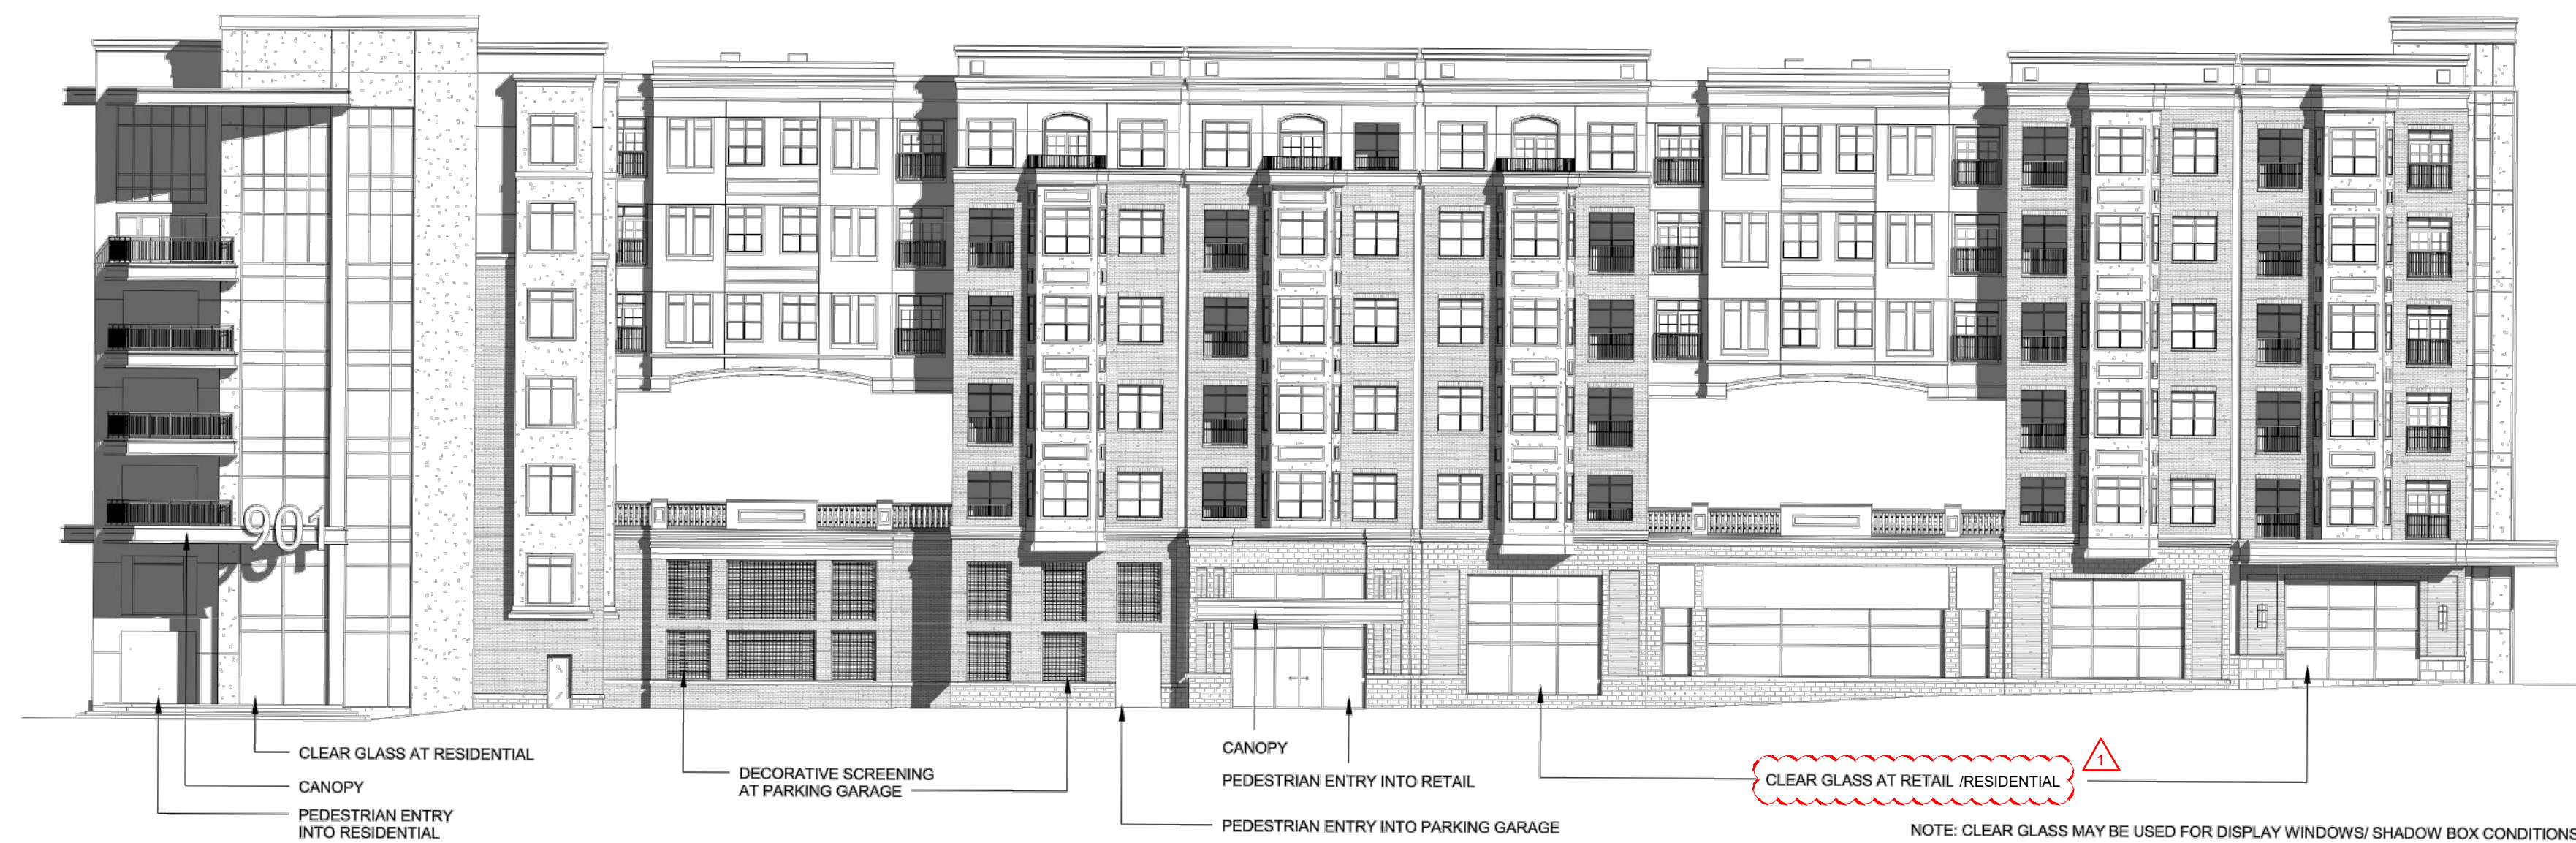 901
CLEAR GLASS AT RESIDENTIAL
CANOPY
PEDESTRIAN ENTRY
INTO RESIDENTIAL
DECORATIVE SCREENING
AT PARKING GARAGE
CANOPY
PEDESTRIAN ENTRY INTO RETAIL
PEDESTRIAN ENTRY INTO PARKING GARAGE
1
CLEAR GLASS AT RETAIL /RESIDENTIAL
NOTE: CLEAR GLASS MAY BE USED FOR DISPLAY WINDOWS/ SHADOW BOX CONDITIONS